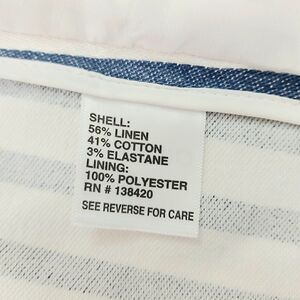 SHELL:
56% LINEN
41% COTTON
3% ELASTANE
LINING:
100% POLYESTER
RN # 138420
SEE REVERSE FOR CARE